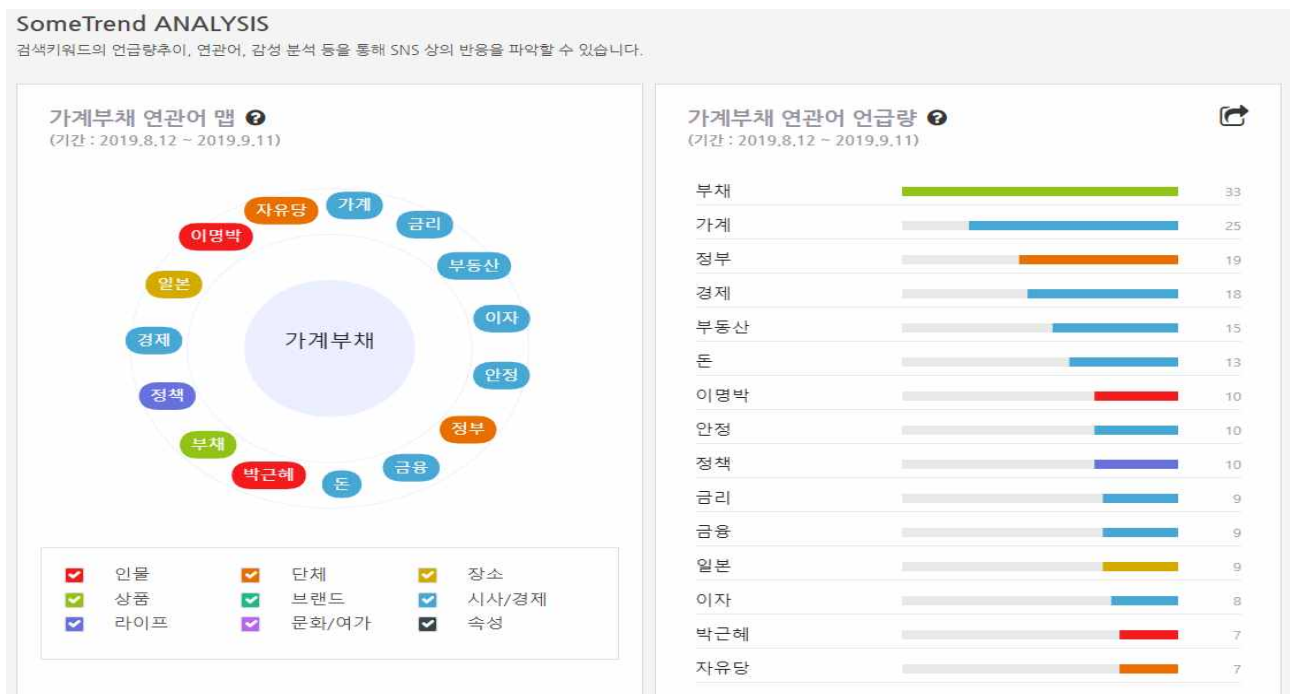 SomeTrend ANALYSIS
검색키워드의 언급량추이, 연관어, 감성 분석 등을 통해 SNS 상의 반응을 파악할 수 있습니다.
가계부채 연관어 맵 ?
(기간 : 2019.8.12 ~ 2019.9.11)
자유당
가계
금리
이명박
부동산
일본
이자
경제
가계부채
안정
정책
정부
부채
금융
박근혜
돈
인물 단체 장소
상품 브랜드 시사/경제
라이프 문화/여가 속성
가계부채 연관어 언급량 ?
(기간 : 2019.8.12 ~ 2019.9.11)
부채 33
가계 25
정부 19
경제 18
부동산 15
돈 13
이명박 10
안정 10
정책 10
금리 9
금융 9
일본 9
이자 8
박근혜 7
자유당 7